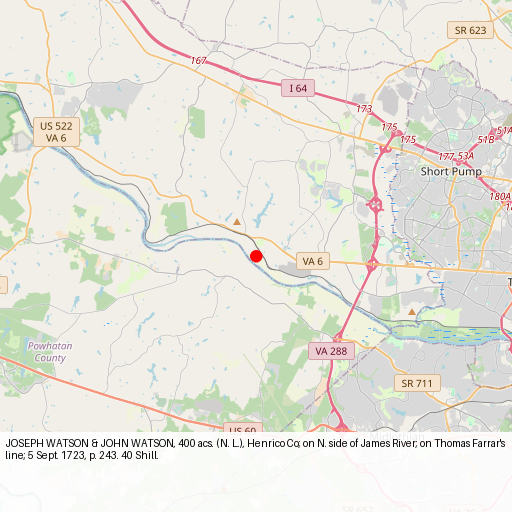 SR 623
167
I 64
173
US 522
VA 6
175
175
51A
51B
177
53A
Short Pump
180A
VA 6
Powhatan
County
VA 288
SR 711
US 60
JOSEPH WATSON & JOHN WATSON, 400 acs. (N. L.), Henrico Co; on N. side of James River; on Thomas Farrar's
line; 5 Sept. 1723, p. 243. 40 Shill.